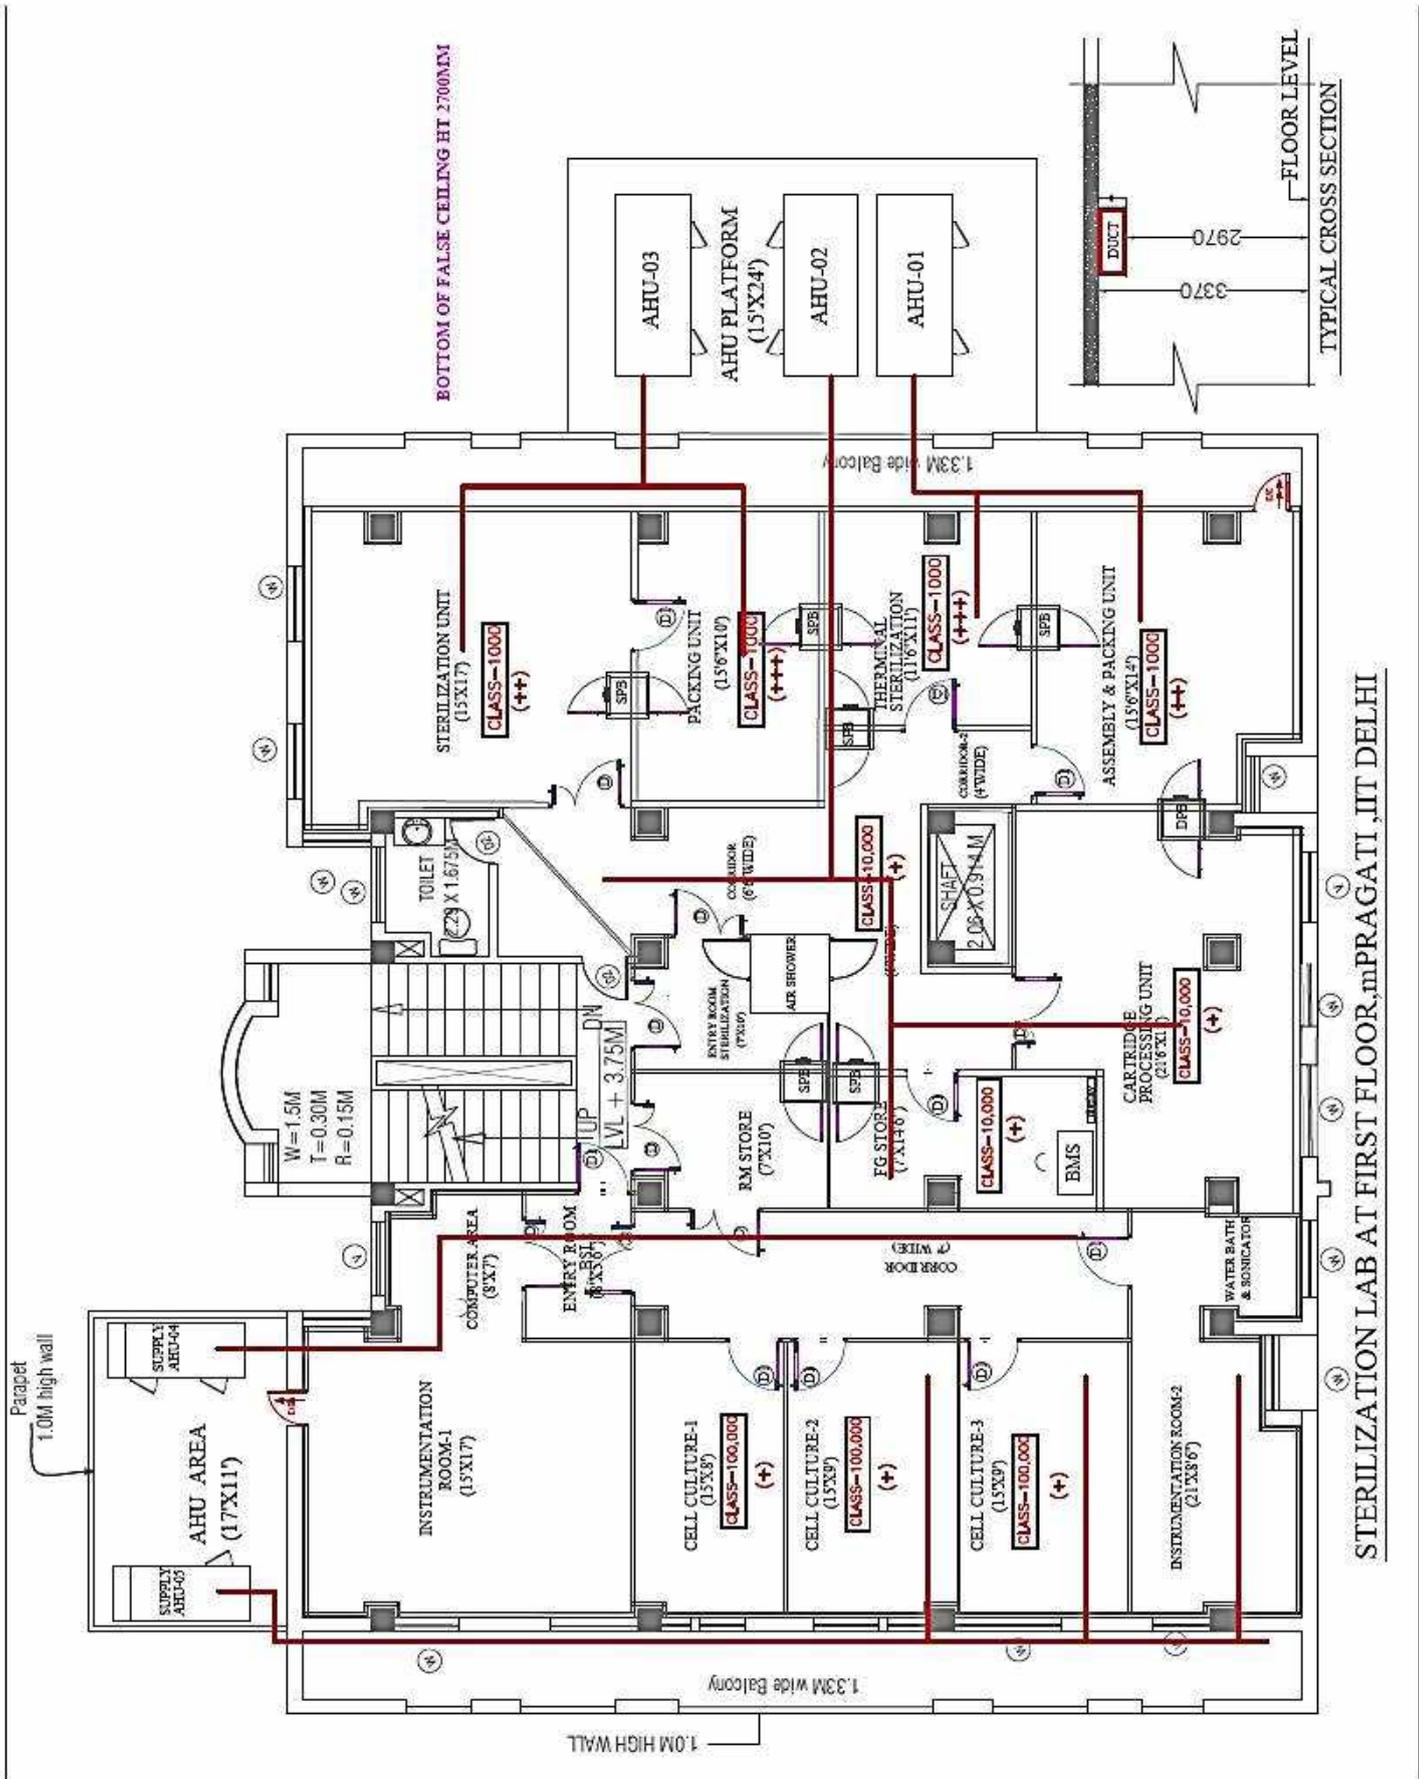 BOTTOM OF FALSE CEILING HT 2700MM
Parapet
1.0M high wall
SUPPLY
AHU-04
SUPPLY
AHU-05
AHU AREA
(17'X11')
W=1.5M
T=0.30M
R=0.15M
UP
DN
LVL + 3.75M
TOILET
2.29 X 1.675M
COMPUTER AREA
(8'X7')
ENTRY ROOM
BSL
INSTRUMENTATION
ROOM-1
(15'X17')
CELL CULTURE-1
(15'X8')
CLASS-100,000
(+)
CELL CULTURE-2
(15'X9')
CLASS-100,000
(+)
CELL CULTURE-3
(15'X9')
CLASS-100,000
(+)
INSTRUMENTATION ROOM-2
(21'X8'6")
WATER BATH
& SONICATOR
CORRIDOR
(7' WIDE)
RM STORE
(7'X10')
FG STORE
(7'X14'6")
CLASS-10,000
(+)
BMS
ENTRY ROOM
STERILIZATION
(7'X10')
AIR SHOWER
SPB
SPB
CORRIDOR
(6'6"WIDE)
CLASS-10,000
(+)
SHAFT
2.06 X 0.914 M
CARTRIDGE
PROCESSING UNIT
CLASS-10,000
(+)
DPB
STERILIZATION UNIT
(15'X17')
CLASS-1000
(++)
SPB
PACKING UNIT
(15'6"X10')
CLASS-1000
(+++)
SPB
SPB
THERMINAL
STERILIZATION
(11'6"X11')
CLASS-1000
(+++)
SPB
CORRIDOR-2
(4'WIDE)
ASSEMBLY & PACKING UNIT
(15'6"X14')
CLASS-1000
(++)
1.33M wide Balcony
1.33M wide Balcony
1.0M HIGH WALL
AHU-03
AHU PLATFORM
(15'X24')
AHU-02
AHU-01
DUCT
2970
3370
FLOOR LEVEL
TYPICAL CROSS SECTION
STERILIZATION LAB AT FIRST FLOOR,mPRAGATI ,IIT DELHI